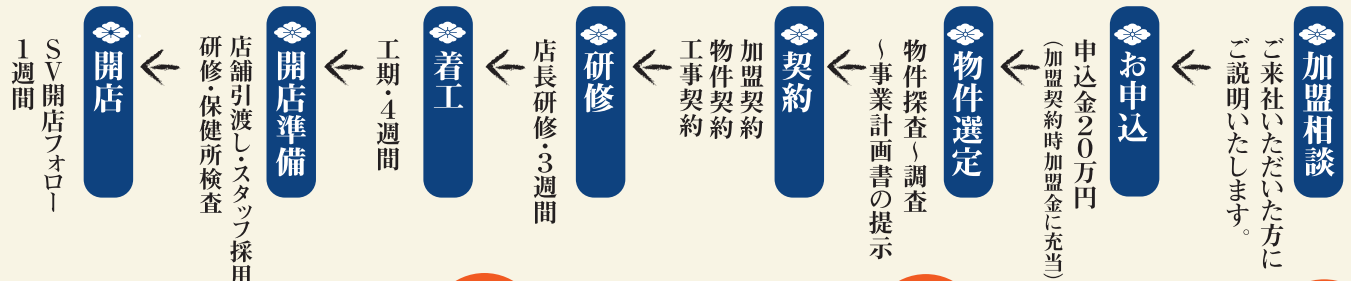 加盟相談
ご来社いただいた方に
ご説明いたします。
お申込
申込金20万円
（加盟契約時加盟金に充当）
物件選定
物件探査～調査
～事業計画書の提示
契約
加盟契約
物件契約
工事契約
研修
店長研修・3週間
着工
工期・4週間
開店準備
店舗引渡し・スタッフ採用
研修・保健所検査
開店
SV開店フォロー
1週間